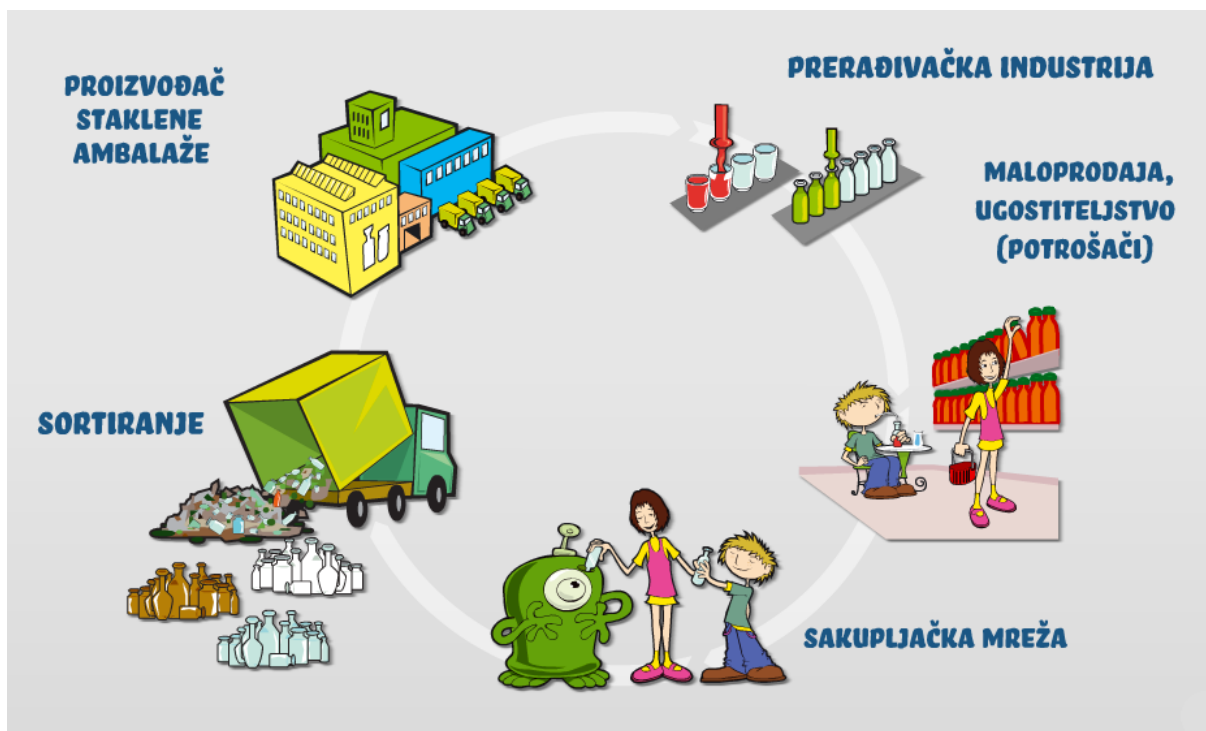 PROIZVOĐAČ
STAKLENE
AMBALAŽE
PRERAĐIVAČKA INDUSTRIJA
MALOPRODAJA,
UGOSTITELJSTVO
(POTROŠAČI)
SAKUPLJAČKA MREŽA
SORTIRANJE